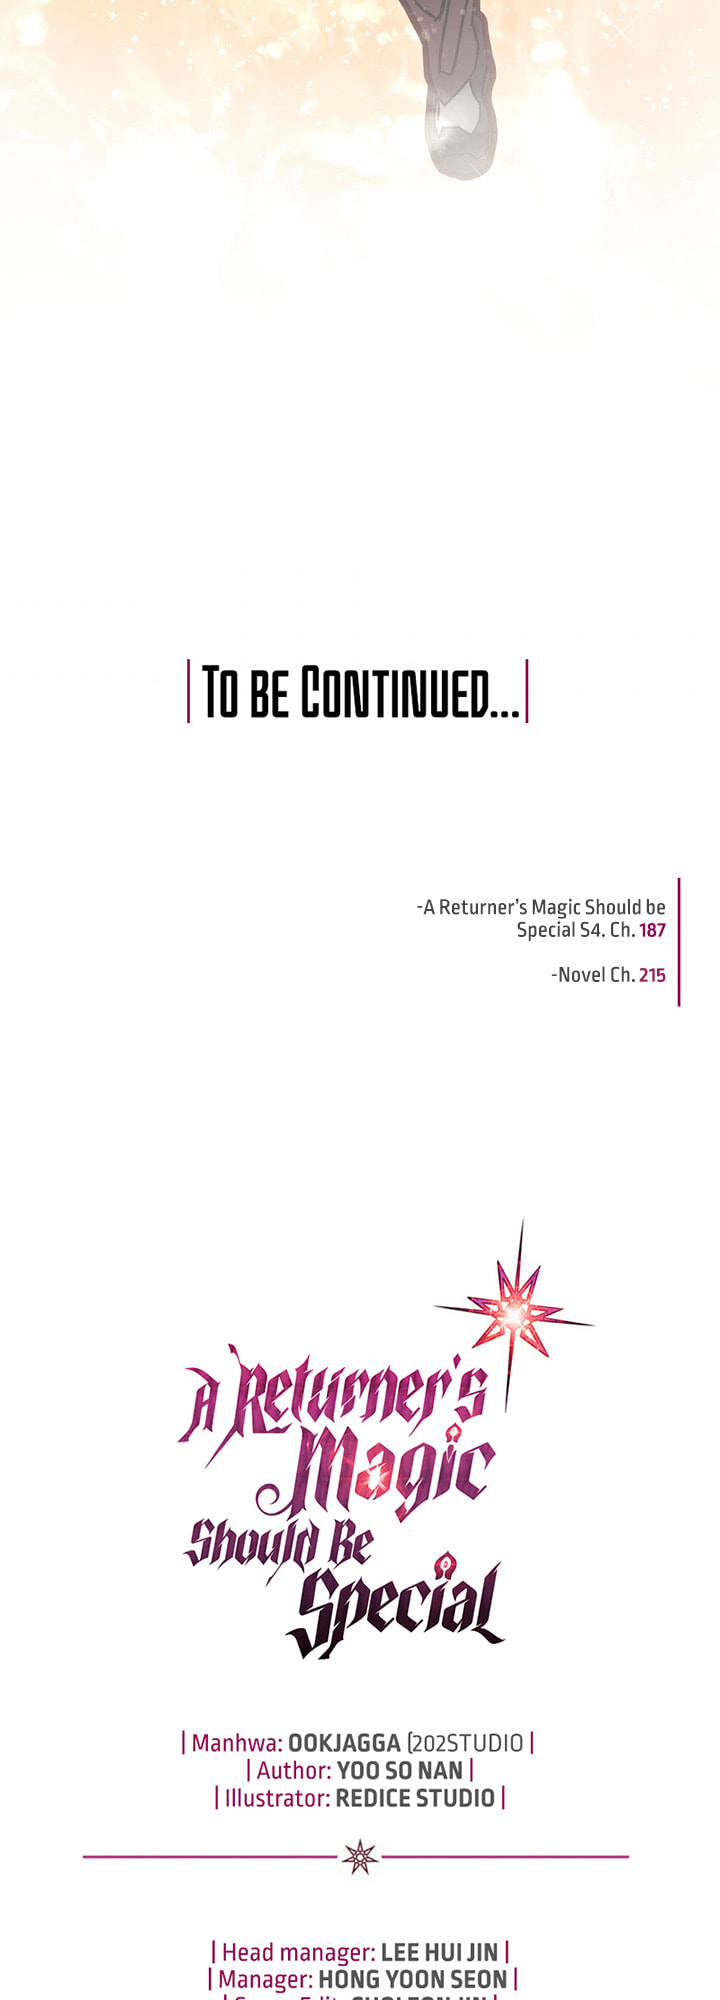 To be Continued...
-A Returner's Magic Should be
Special S4. Ch. 187
-Novel Ch. 215
A Returner's
Magic
Should Be
Special
| Manhwa: OOKJAGGA (202STUDIO |
| Author: YOO SO NAN |
| Illustrator: REDICE STUDIO |
| Head manager: LEE HUI JIN |
| Manager: HONG YOON SEON |